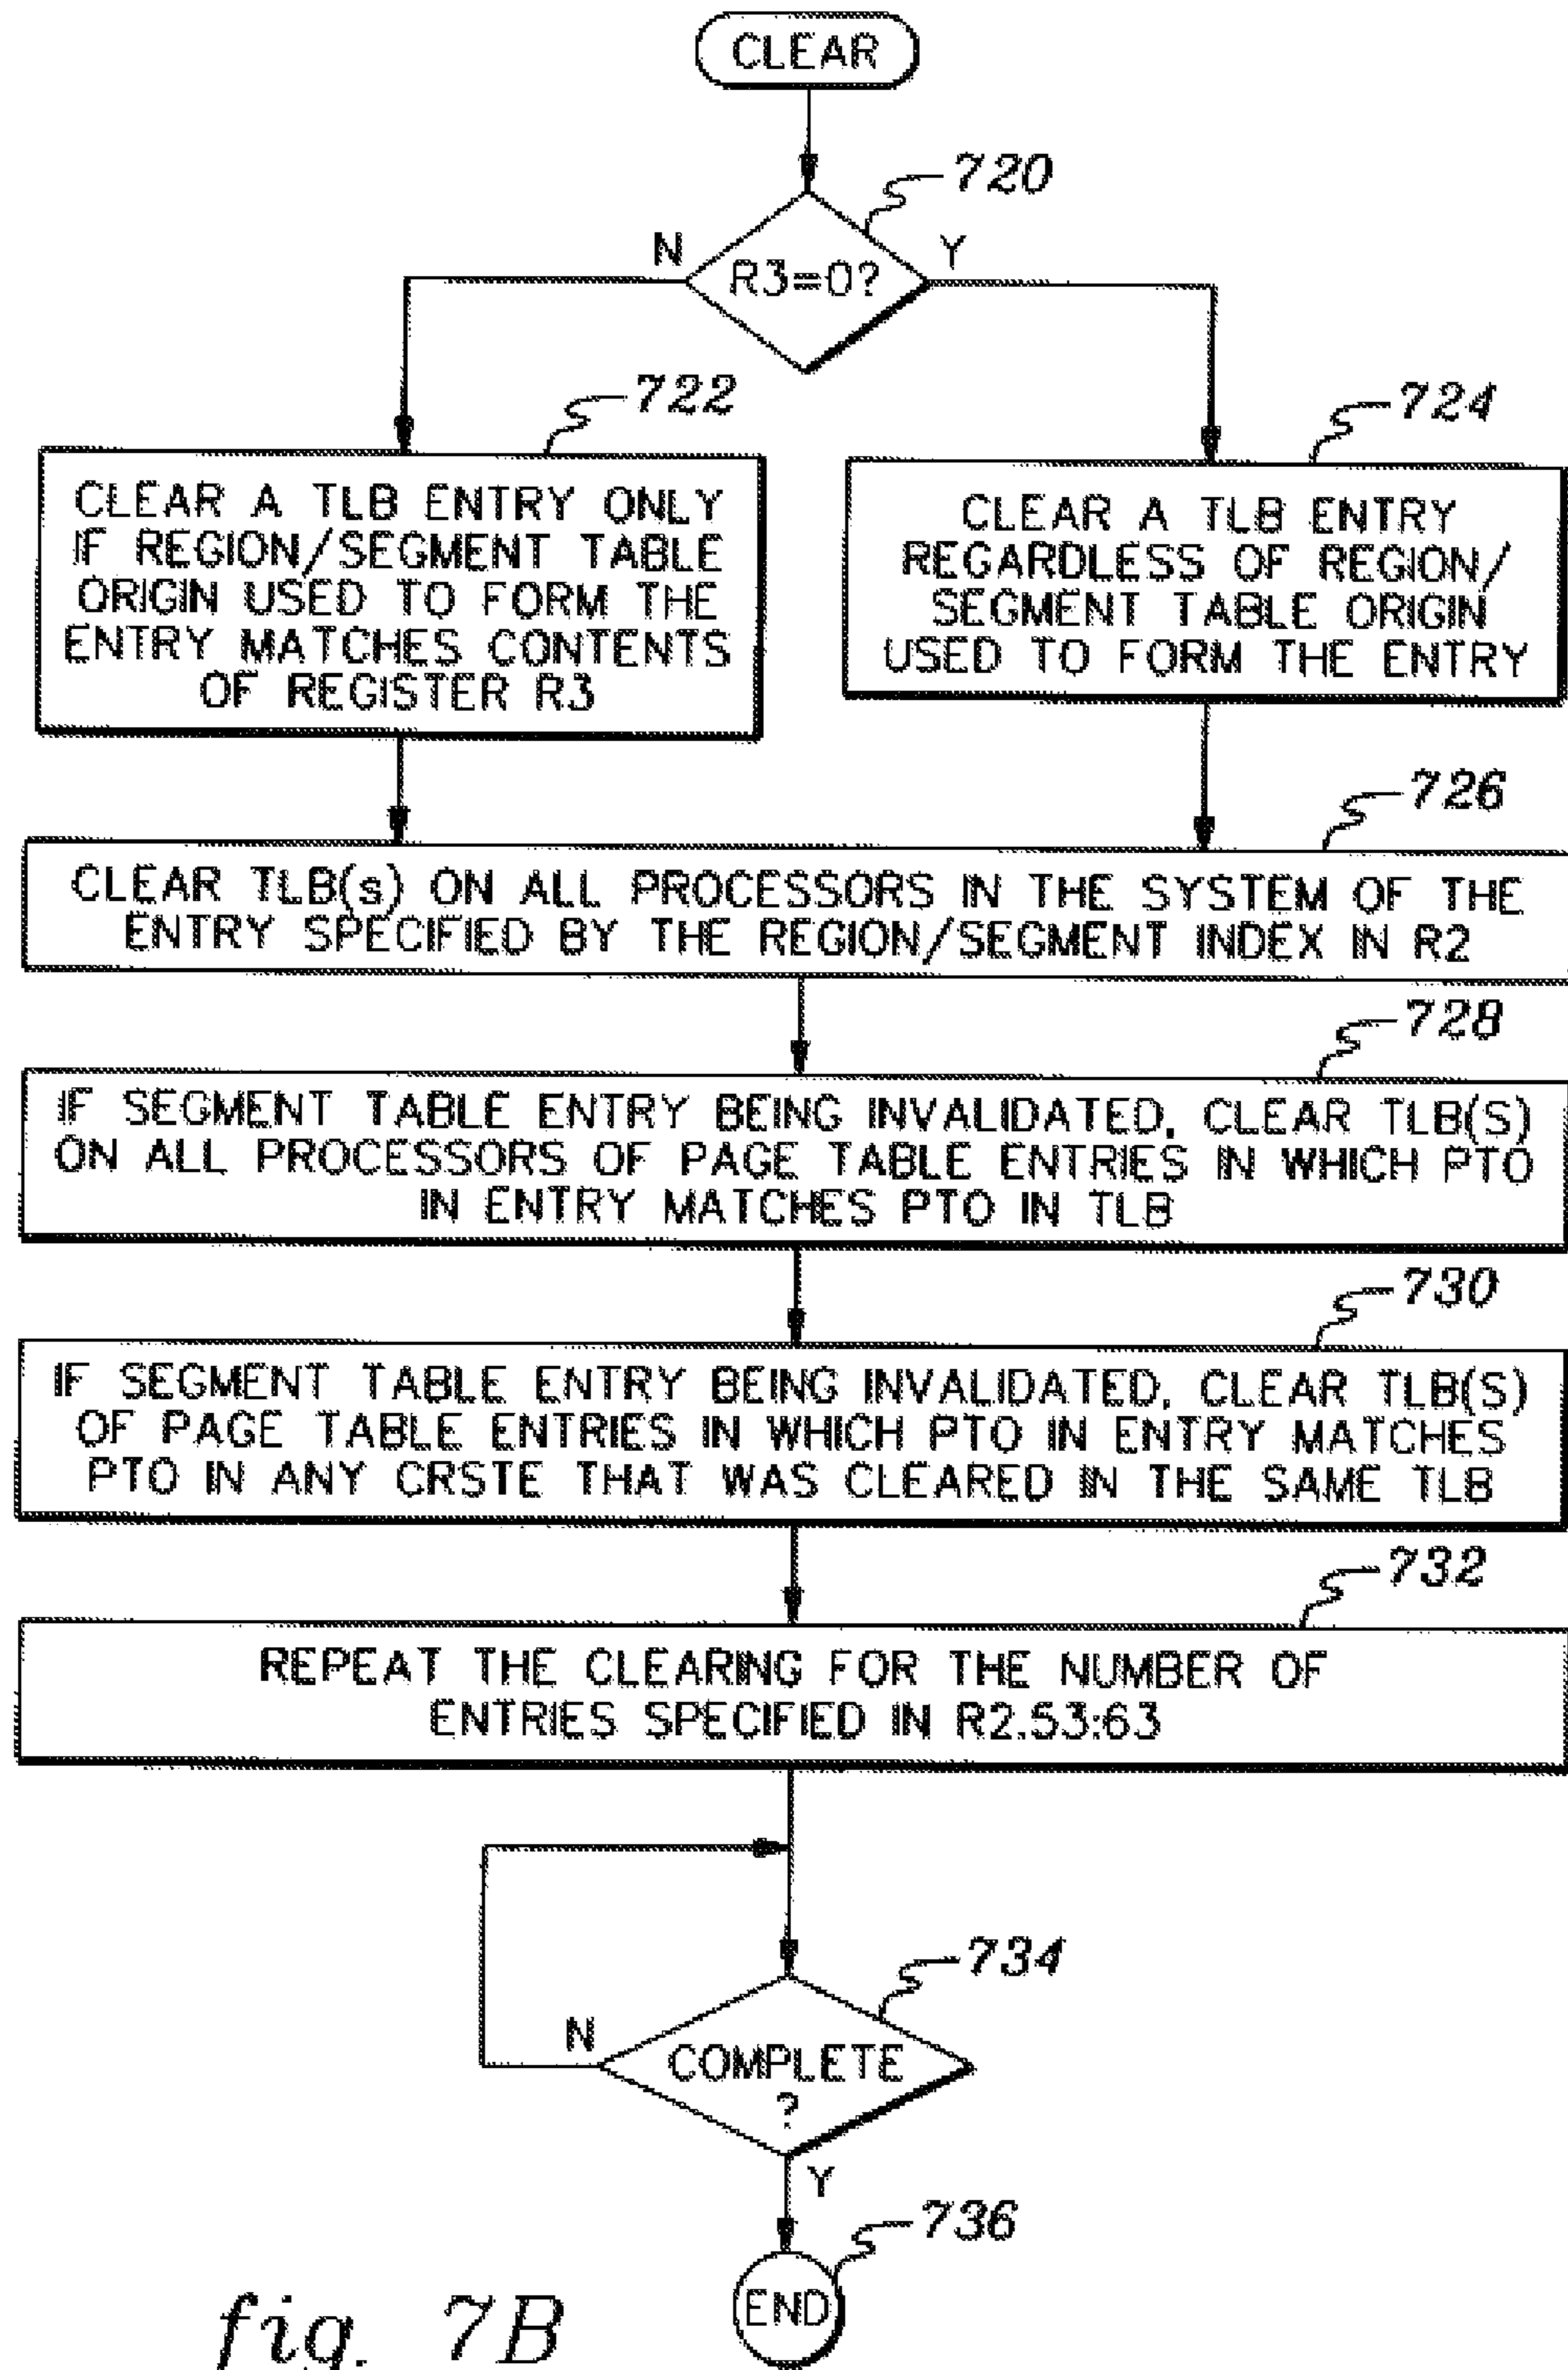 CLEAR
720
N
Y
R3=0?
722
724
CLEAR A TLB ENTRY ONLY
IF REGION/SEGMENT TABLE
ORIGIN USED TO FORM THE
ENTRY MATCHES CONTENTS
OF REGISTER R3
CLEAR A TLB ENTRY
REGARDLESS OF REGION/
SEGMENT TABLE ORIGIN
USED TO FORM THE ENTRY
726
CLEAR TLB(s) ON ALL PROCESSORS IN THE SYSTEM OF THE
ENTRY SPECIFIED BY THE REGION/SEGMENT INDEX IN R2
728
IF SEGMENT TABLE ENTRY BEING INVALIDATED, CLEAR TLB(S)
ON ALL PROCESSORS OF PAGE TABLE ENTRIES IN WHICH PTO
IN ENTRY MATCHES PTO IN TLB
730
IF SEGMENT TABLE ENTRY BEING INVALIDATED, CLEAR TLB(S)
OF PAGE TABLE ENTRIES IN WHICH PTO IN ENTRY MATCHES
PTO IN ANY CRSTE THAT WAS CLEARED IN THE SAME TLB
732
REPEAT THE CLEARING FOR THE NUMBER OF
ENTRIES SPECIFIED IN R2.53:63
734
N
COMPLETE
?
Y
736
END
fig. 7B